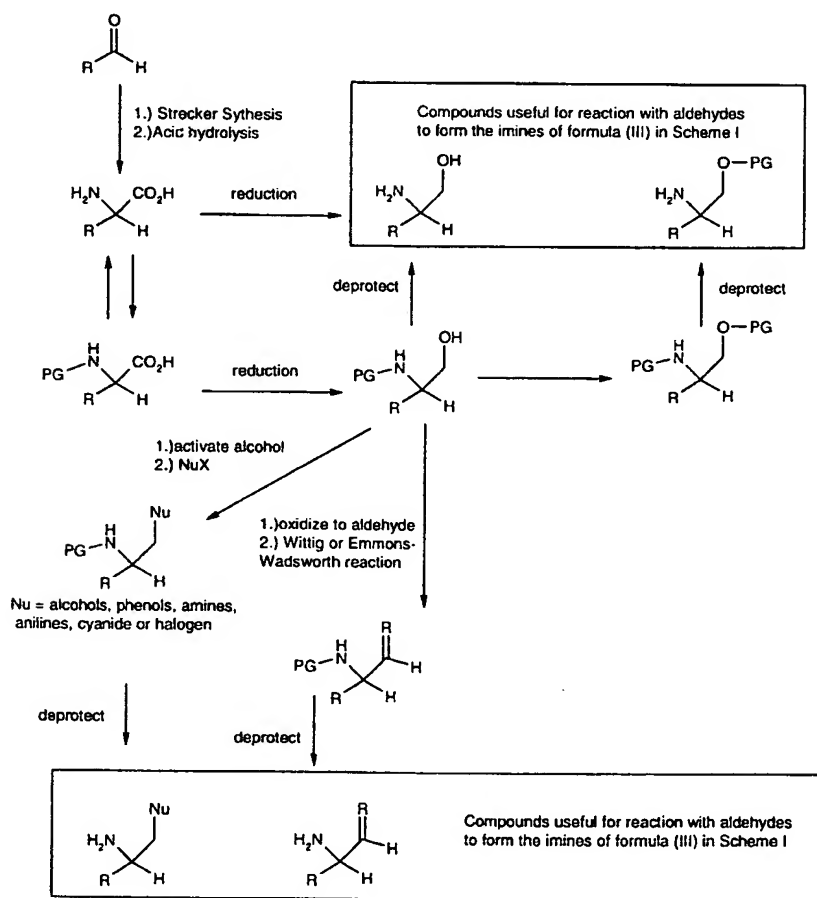 O
R H
1.) Strecker Sythesis
2.)Acic hydrolysis
Compounds useful for reaction with aldehydes
to form the imines of formula (III) in Scheme I
OH
H₂N
R H
O—PG
H₂N
R H
H₂N CO₂H
R H
reduction
deprotect
deprotect
PG H N CO₂H
R H
reduction
OH
PG H N
R H
O—PG
PG H N
R H
1.)activate alcohol
2.) NuX
1.)oxidize to aldehyde
2.) Wittig or Emmons-
Wadsworth reaction
Nu
PG H N
R H
Nu = alcohols, phenols, amines,
anilines, cyanide or halogen
R
PG H N H
R H
deprotect
deprotect
Nu
H₂N
R H
R
H₂N H
R H
Compounds useful for reaction with aldehydes
to form the imines of formula (III) in Scheme I